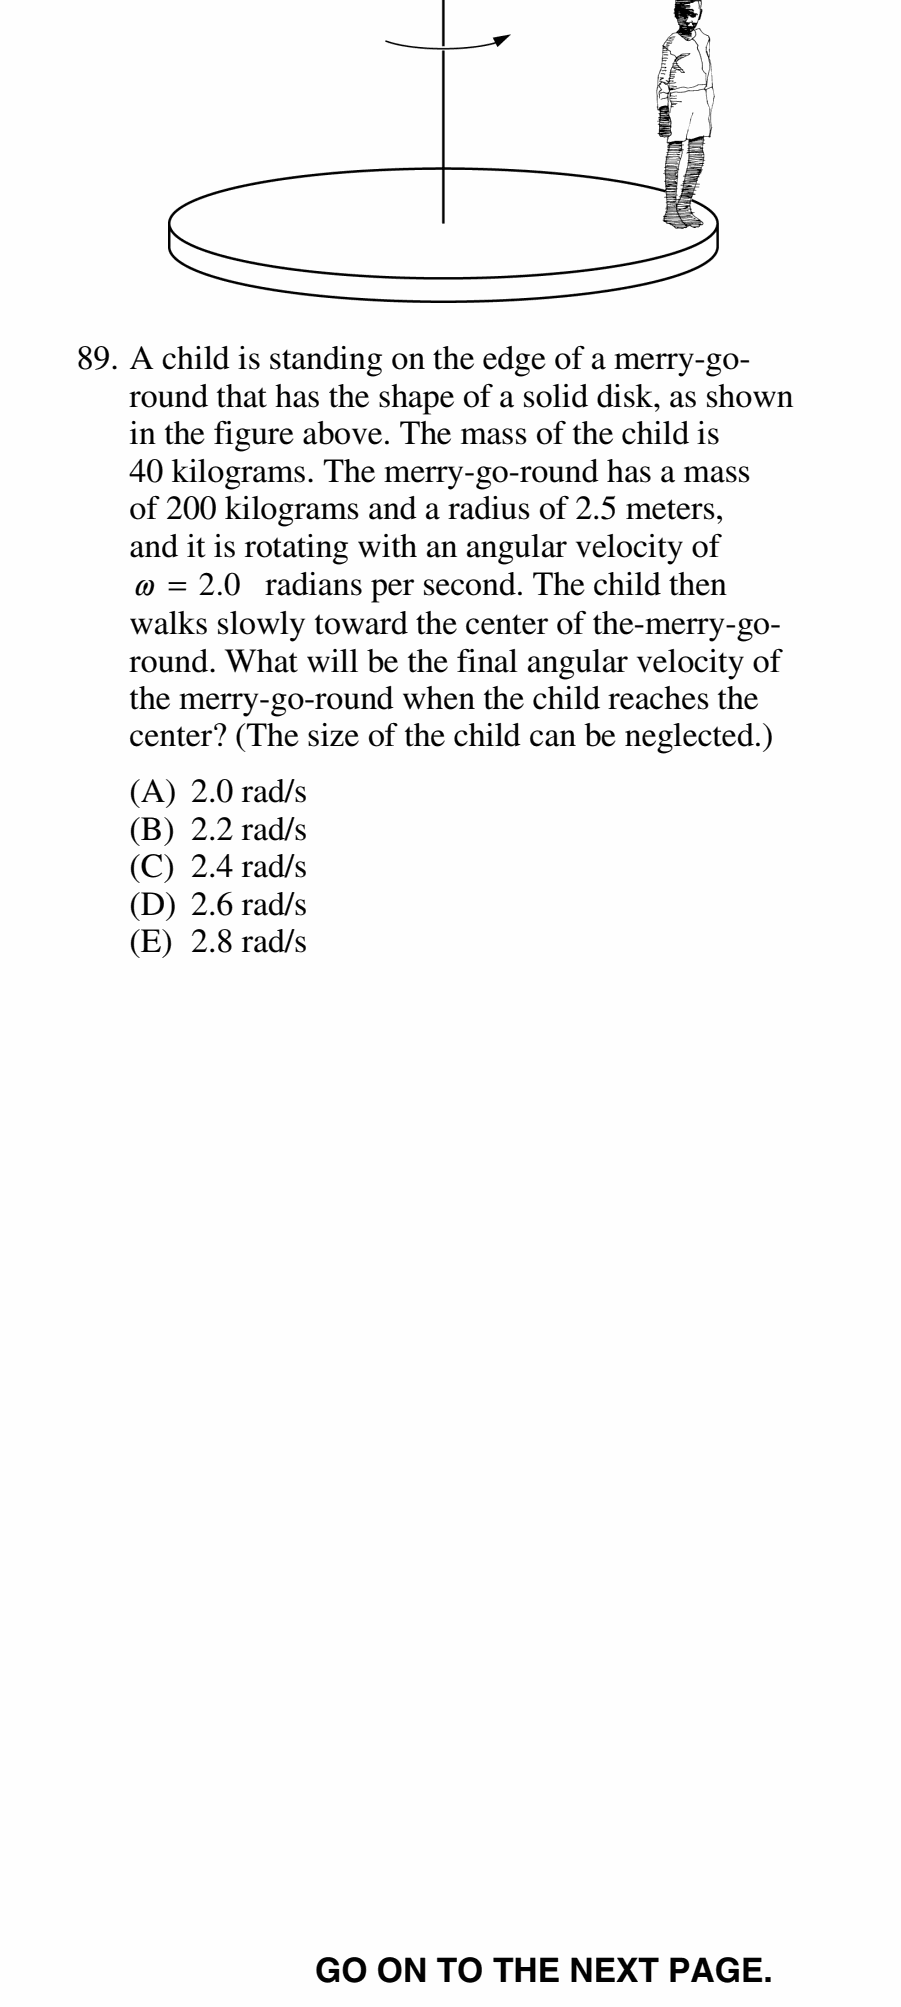 89. A child is standing on the edge of a merry-go-
round that has the shape of a solid disk, as shown
in the figure above. The mass of the child is
40 kilograms. The merry-go-round has a mass
of 200 kilograms and a radius of 2.5 meters,
and it is rotating with an angular velocity of
ω = 2.0 radians per second. The child then
walks slowly toward the center of the-merry-go-
round. What will be the final angular velocity of
the merry-go-round when the child reaches the
center? (The size of the child can be neglected.)
(A) 2.0 rad/s
(B) 2.2 rad/s
(C) 2.4 rad/s
(D) 2.6 rad/s
(E) 2.8 rad/s
GO ON TO THE NEXT PAGE.